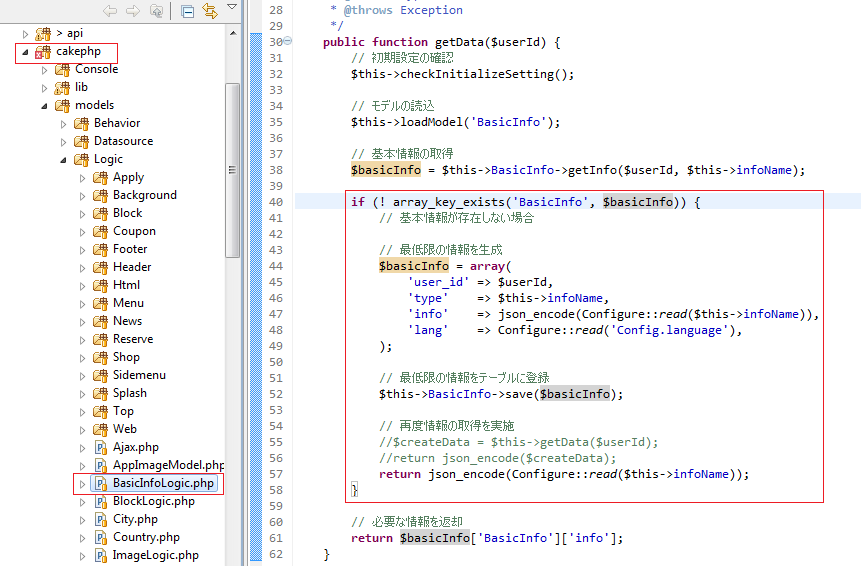 > api
cakephp
Console
lib
models
Behavior
Datasource
Logic
Apply
Background
Block
Coupon
Footer
Header
Html
Menu
News
Reserve
Shop
Sidemenu
Splash
Top
Web
Ajax.php
AppImageModel.php
BasicInfoLogic.php
BlockLogic.php
City.php
Country.php
ImageLogic.php
28 * @throws Exception
29 */
30 public function getData($userId) {
31 // 初期設定の確認
32 $this->checkInitializeSetting();
33
34 // モデルの読込
35 $this->loadModel('BasicInfo');
36
37 // 基本情報の取得
38 $basicInfo = $this->BasicInfo->getInfo($userId, $this->infoName);
39
40 if (! array_key_exists('BasicInfo', $basicInfo)) {
41 // 基本情報が存在しない場合
42
43 // 最低限の情報を生成
44 $basicInfo = array(
45 'user_id' => $userId,
46 'type' => $this->infoName,
47 'info' => json_encode(Configure::read($this->infoName)),
48 'lang' => Configure::read('Config.language'),
49 );
50
51 // 最低限の情報をテーブルに登録
52 $this->BasicInfo->save($basicInfo);
53
54 // 再度情報の取得を実施
55 //$createData = $this->getData($userId);
56 //return json_encode($createData);
57 return json_encode(Configure::read($this->infoName));
58 }
59
60 // 必要な情報を返却
61 return $basicInfo['BasicInfo']['info'];
62 }